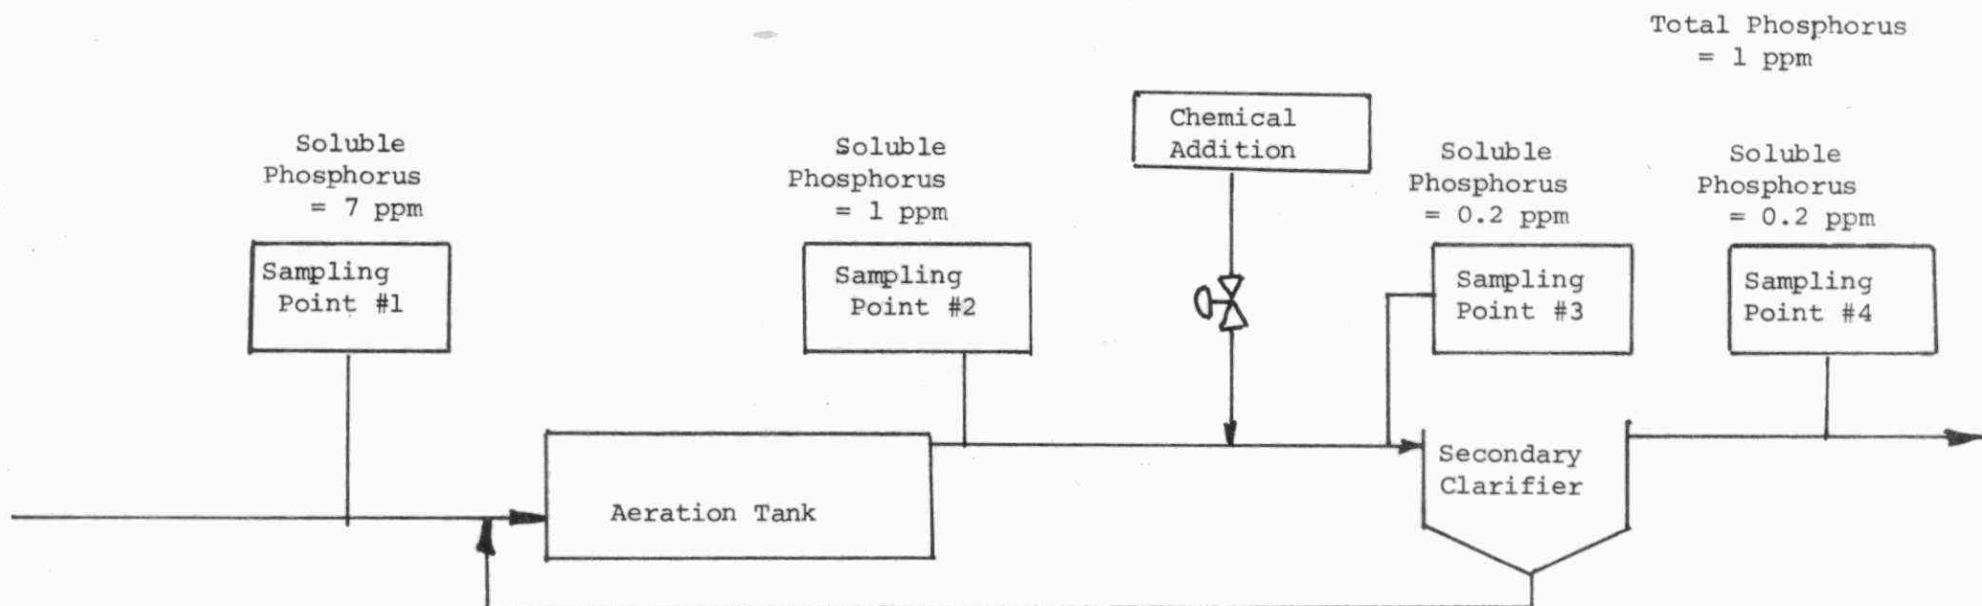 Total Phosphorus
= 1 ppm
Soluble
Phosphorus
= 7 ppm
Sampling
Point #1
Soluble
Phosphorus
= 1 ppm
Sampling
Point #2
Chemical
Addition
Soluble
Phosphorus
= 0.2 ppm
Sampling
Point #3
Soluble
Phosphorus
= 0.2 ppm
Sampling
Point #4
Aeration Tank
Secondary
Clarifier